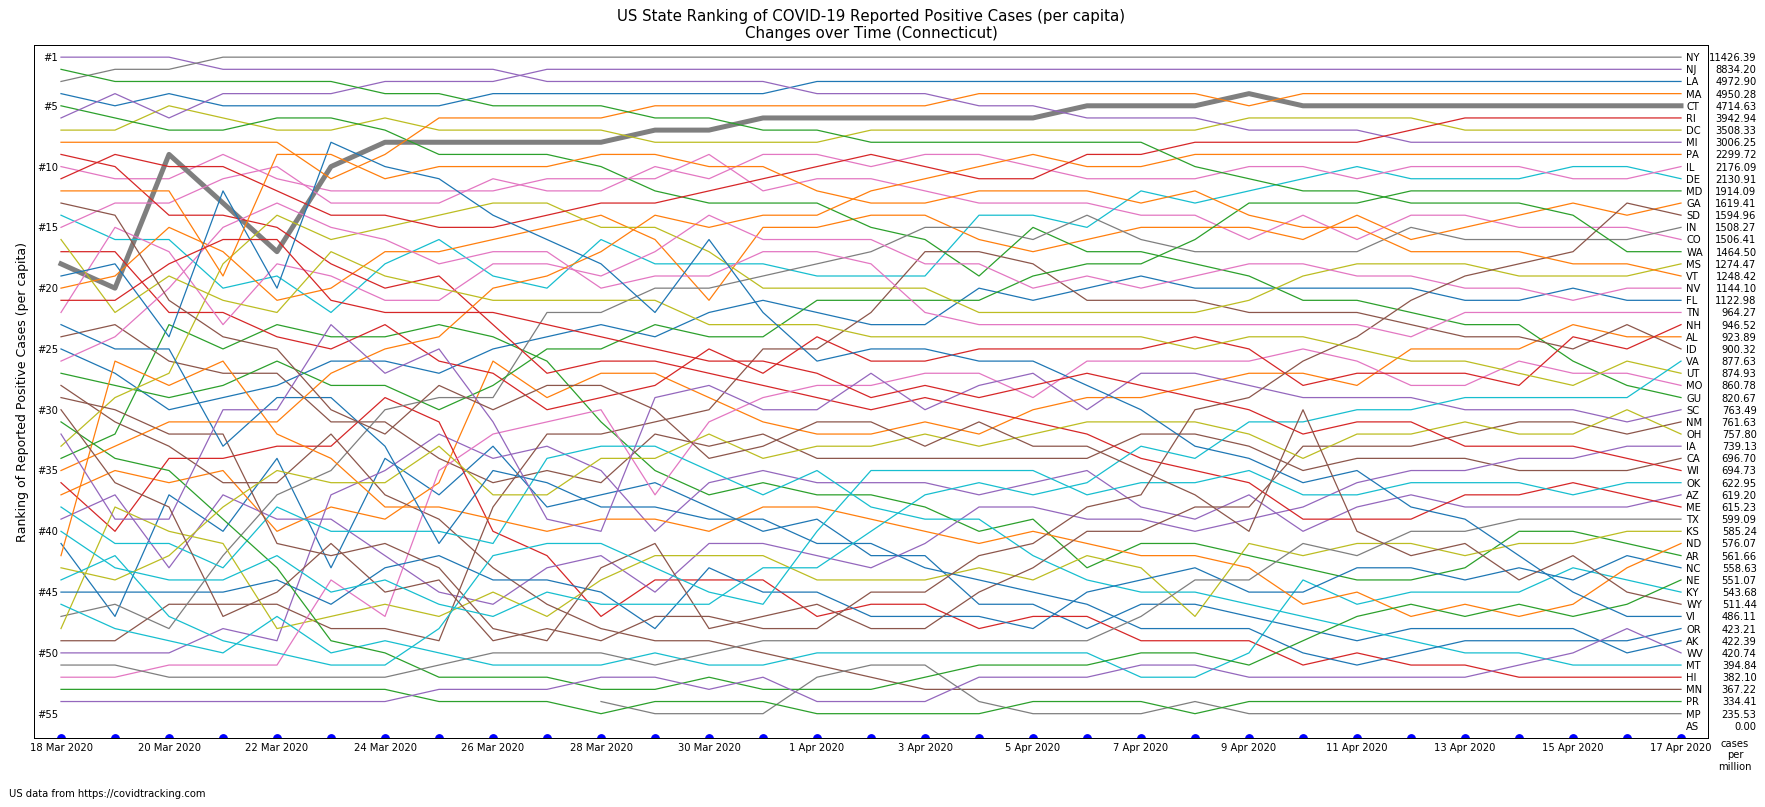 US State Ranking of COVID-19 Reported Positive Cases (per capita)
Changes over Time (Connecticut)
Ranking of Reported Positive Cases (per capita)
#1
#5
#10
#15
#20
#25
#30
#35
#40
#45
#50
#55
NY 11426.39
NJ 8834.20
LA 4972.90
MA 4950.28
CT 4714.63
RI 3942.94
DC 3508.33
MI 3006.25
PA 2299.72
IL 2176.09
DE 2130.91
MD 1914.09
GA 1619.41
SD 1594.96
IN 1508.27
CO 1506.41
WA 1464.50
MS 1274.47
VT 1248.42
NV 1144.10
FL 1122.98
TN 964.27
NH 946.52
AL 923.89
ID 900.32
VA 877.63
UT 874.93
MO 860.78
GU 820.67
SC 763.49
NM 761.63
OH 757.80
IA 739.13
CA 696.70
WI 694.73
OK 622.95
AZ 619.20
ME 615.23
TX 599.09
KS 585.24
ND 576.07
AR 561.66
NC 558.63
NE 551.07
KY 543.68
WY 511.44
VI 486.11
OR 423.21
AK 422.39
WV 420.74
MT 394.84
HI 382.10
MN 367.22
PR 334.41
MP 235.53
AS 0.00
18 Mar 2020 20 Mar 2020 22 Mar 2020 24 Mar 2020 26 Mar 2020 28 Mar 2020 30 Mar 2020 1 Apr 2020 3 Apr 2020 5 Apr 2020 7 Apr 2020 9 Apr 2020 11 Apr 2020 13 Apr 2020 15 Apr 2020 17 Apr 2020
cases
per
million
US data from https://covidtracking.com